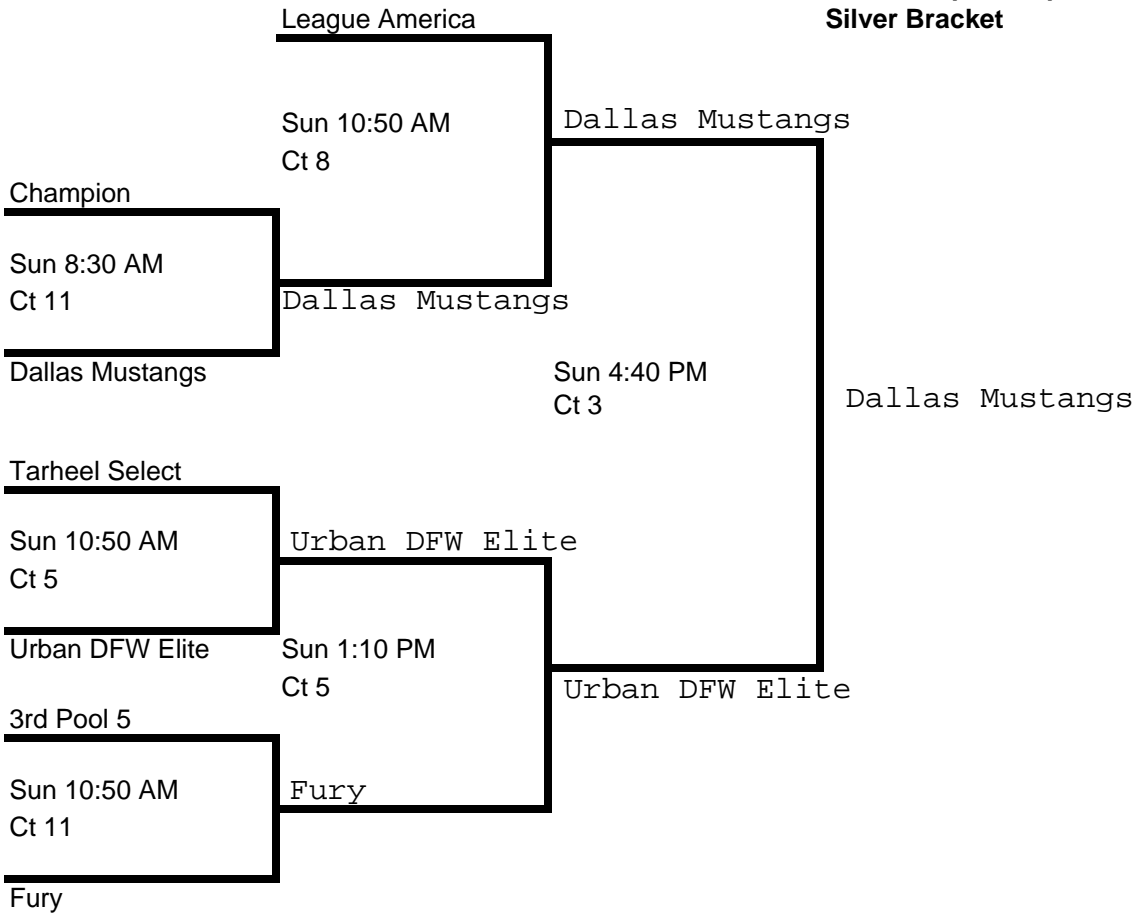 League America
Silver Bracket
Sun 10:50 AM
Ct 8
Dallas Mustangs
Champion
Sun 8:30 AM
Ct 11
Dallas Mustangs
Dallas Mustangs
Sun 4:40 PM
Ct 3
Dallas Mustangs
Tarheel Select
Sun 10:50 AM
Ct 5
Urban DFW Elite
Urban DFW Elite
Sun 1:10 PM
Ct 5
Urban DFW Elite
3rd Pool 5
Sun 10:50 AM
Ct 11
Fury
Fury